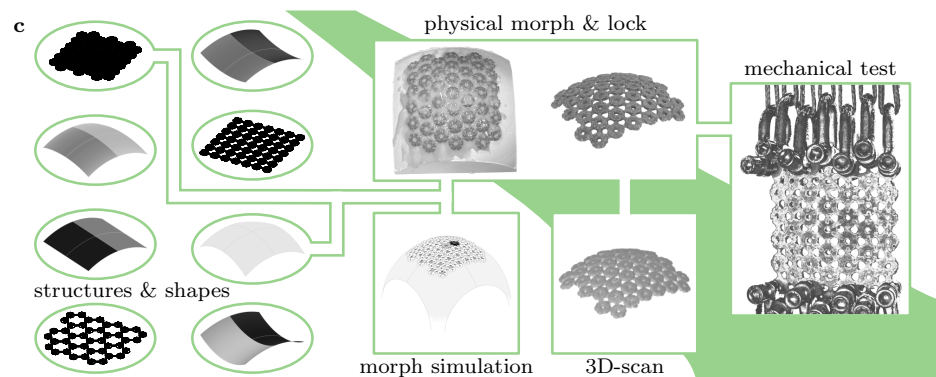 c
physical morph & lock
mechanical test
structures & shapes
morph simulation
3D-scan